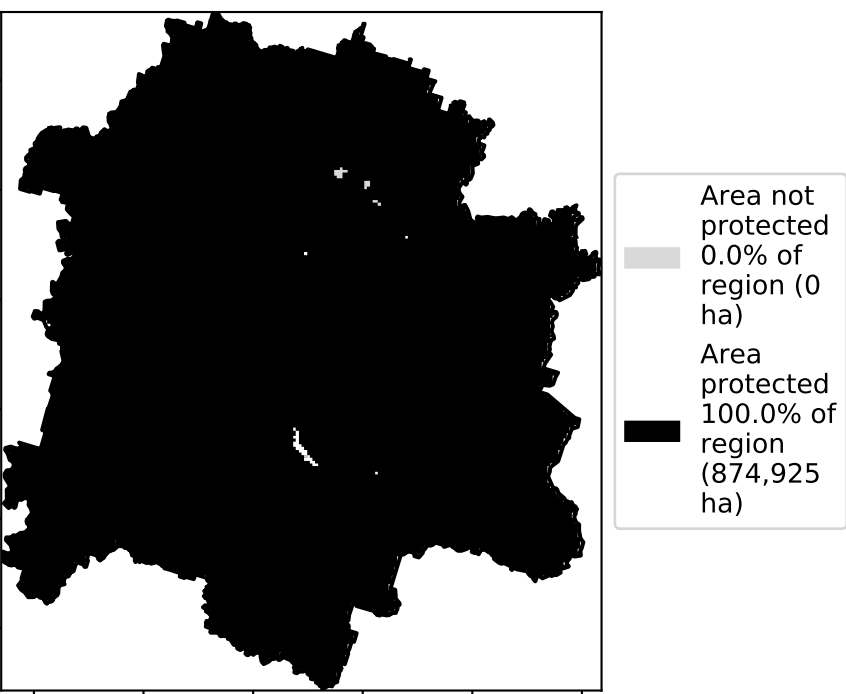 Area not
protected
0.0% of
region (0
ha)
Area
protected
100.0% of
region
(874,925
ha)